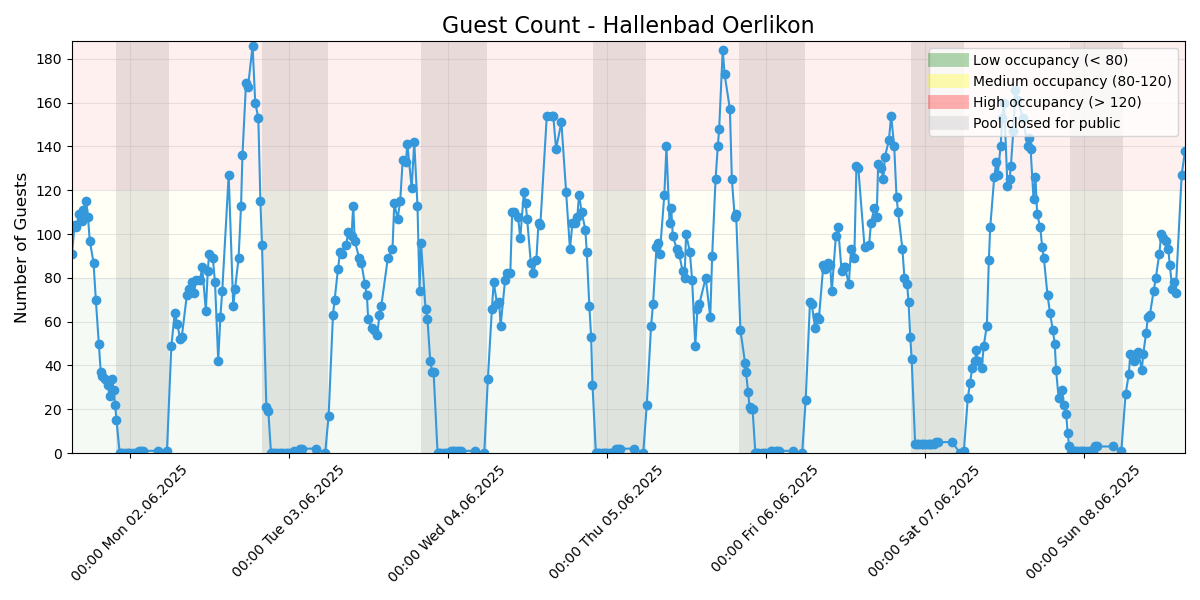 Guest Count - Hallenbad Oerlikon
Number of Guests
180
160
140
120
100
80
60
40
20
0
Low occupancy (< 80)
Medium occupancy (80-120)
High occupancy (> 120)
Pool closed for public
00:00 Mon 02.06.2025
00:00 Tue 03.06.2025
00:00 Wed 04.06.2025
00:00 Thu 05.06.2025
00:00 Fri 06.06.2025
00:00 Sat 07.06.2025
00:00 Sun 08.06.2025